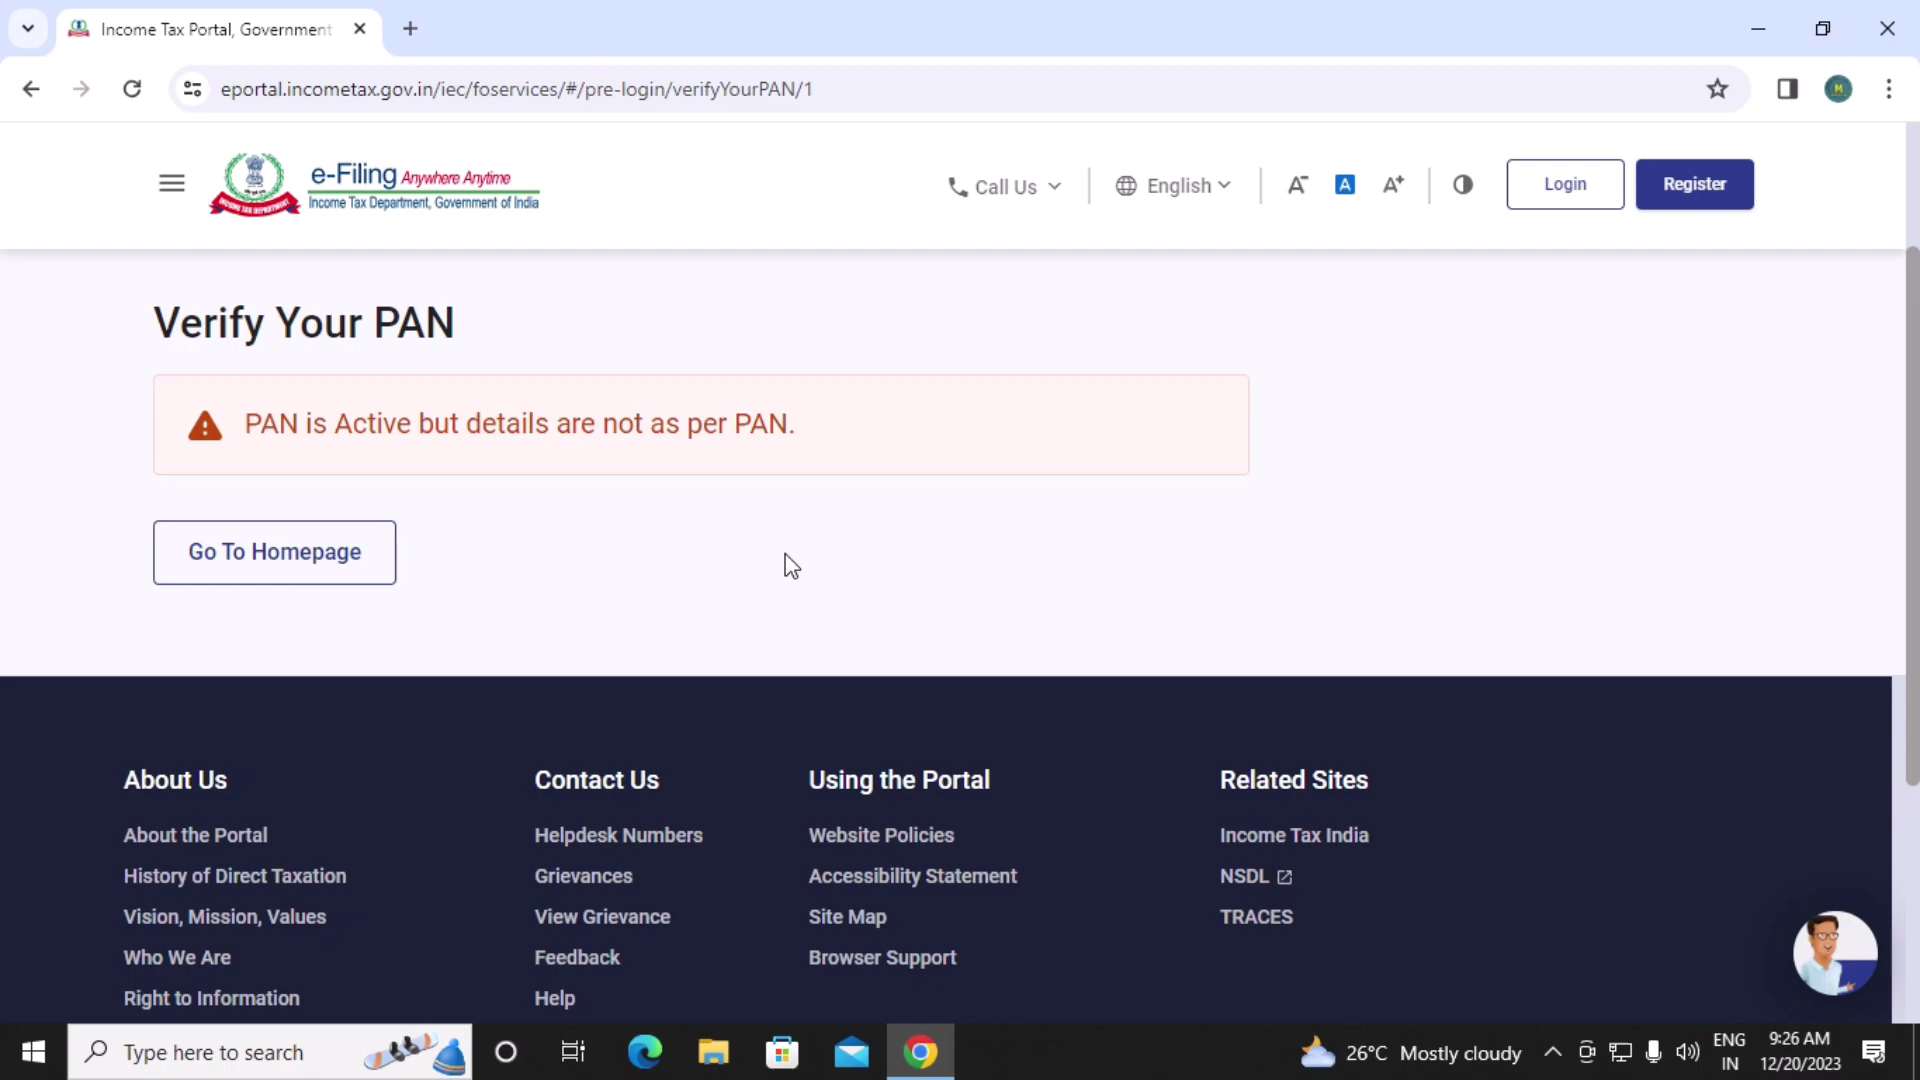 Income Tax Portal, Government
eportal.incometax.gov.in/iec/foservices/#/pre-login/verifyYourPAN/1
M
e-Filing Anywhere Anytime
Income Tax Department, Government of India
INCOME TAX DEPARTMENT
Call Us
English
A- A A+
Login
Register
Verify Your PAN
PAN is Active but details are not as per PAN.
Go To Homepage
About Us
About the Portal
History of Direct Taxation
Vision, Mission, Values
Who We Are
Right to Information
Contact Us
Helpdesk Numbers
Grievances
View Grievance
Feedback
Help
Using the Portal
Website Policies
Accessibility Statement
Site Map
Browser Support
Related Sites
Income Tax India
NSDL
TRACES
Type here to search
26°C Mostly cloudy
ENG
IN
9:26 AM
12/20/2023